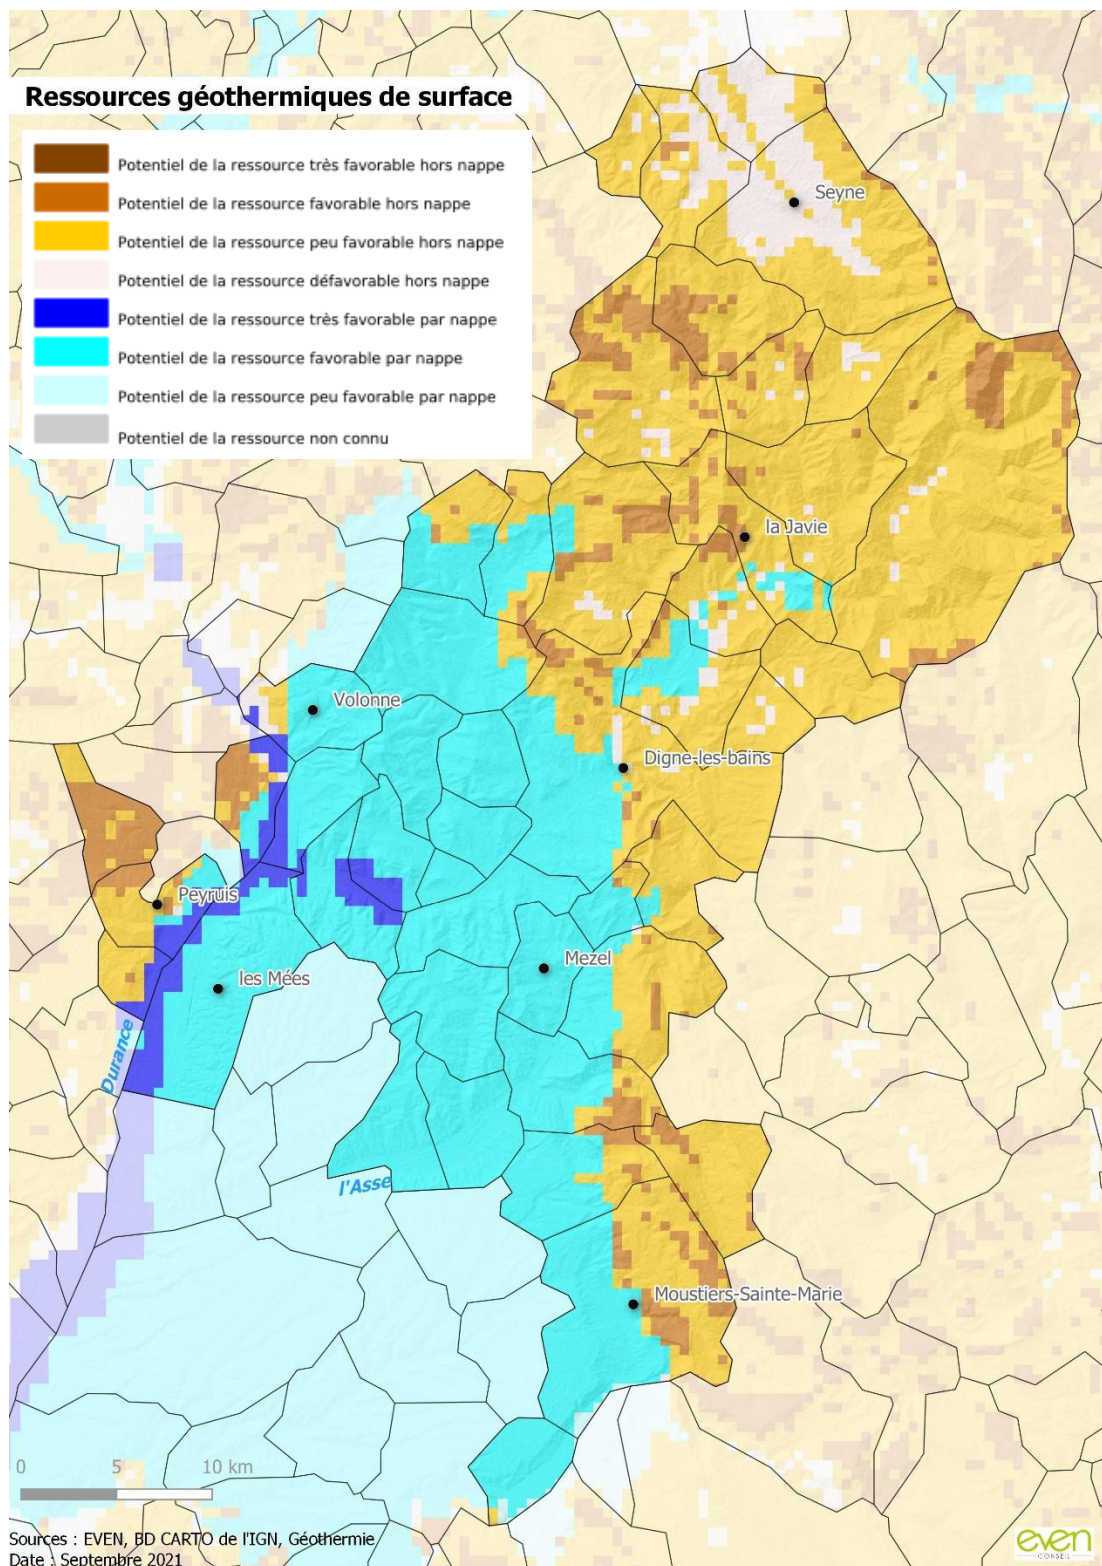 Ressources géothermiques de surface
Potentiel de la ressource très favorable hors nappe
Potentiel de la ressource favorable hors nappe
Potentiel de la ressource peu favorable hors nappe
Potentiel de la ressource défavorable hors nappe
Potentiel de la ressource très favorable par nappe
Potentiel de la ressource favorable par nappe
Potentiel de la ressource peu favorable par nappe
Potentiel de la ressource non connu
Seyne
la Javie
Volonne
Digne-les-bains
Peyruis
Mezel
les Mées
Durance
l'Asse
Moustiers-Sainte-Marie
0 5 10 km
Sources : EVEN, BD CARTO de l'IGN, Géothermie
Date : Septembre 2021
even
CONSEIL